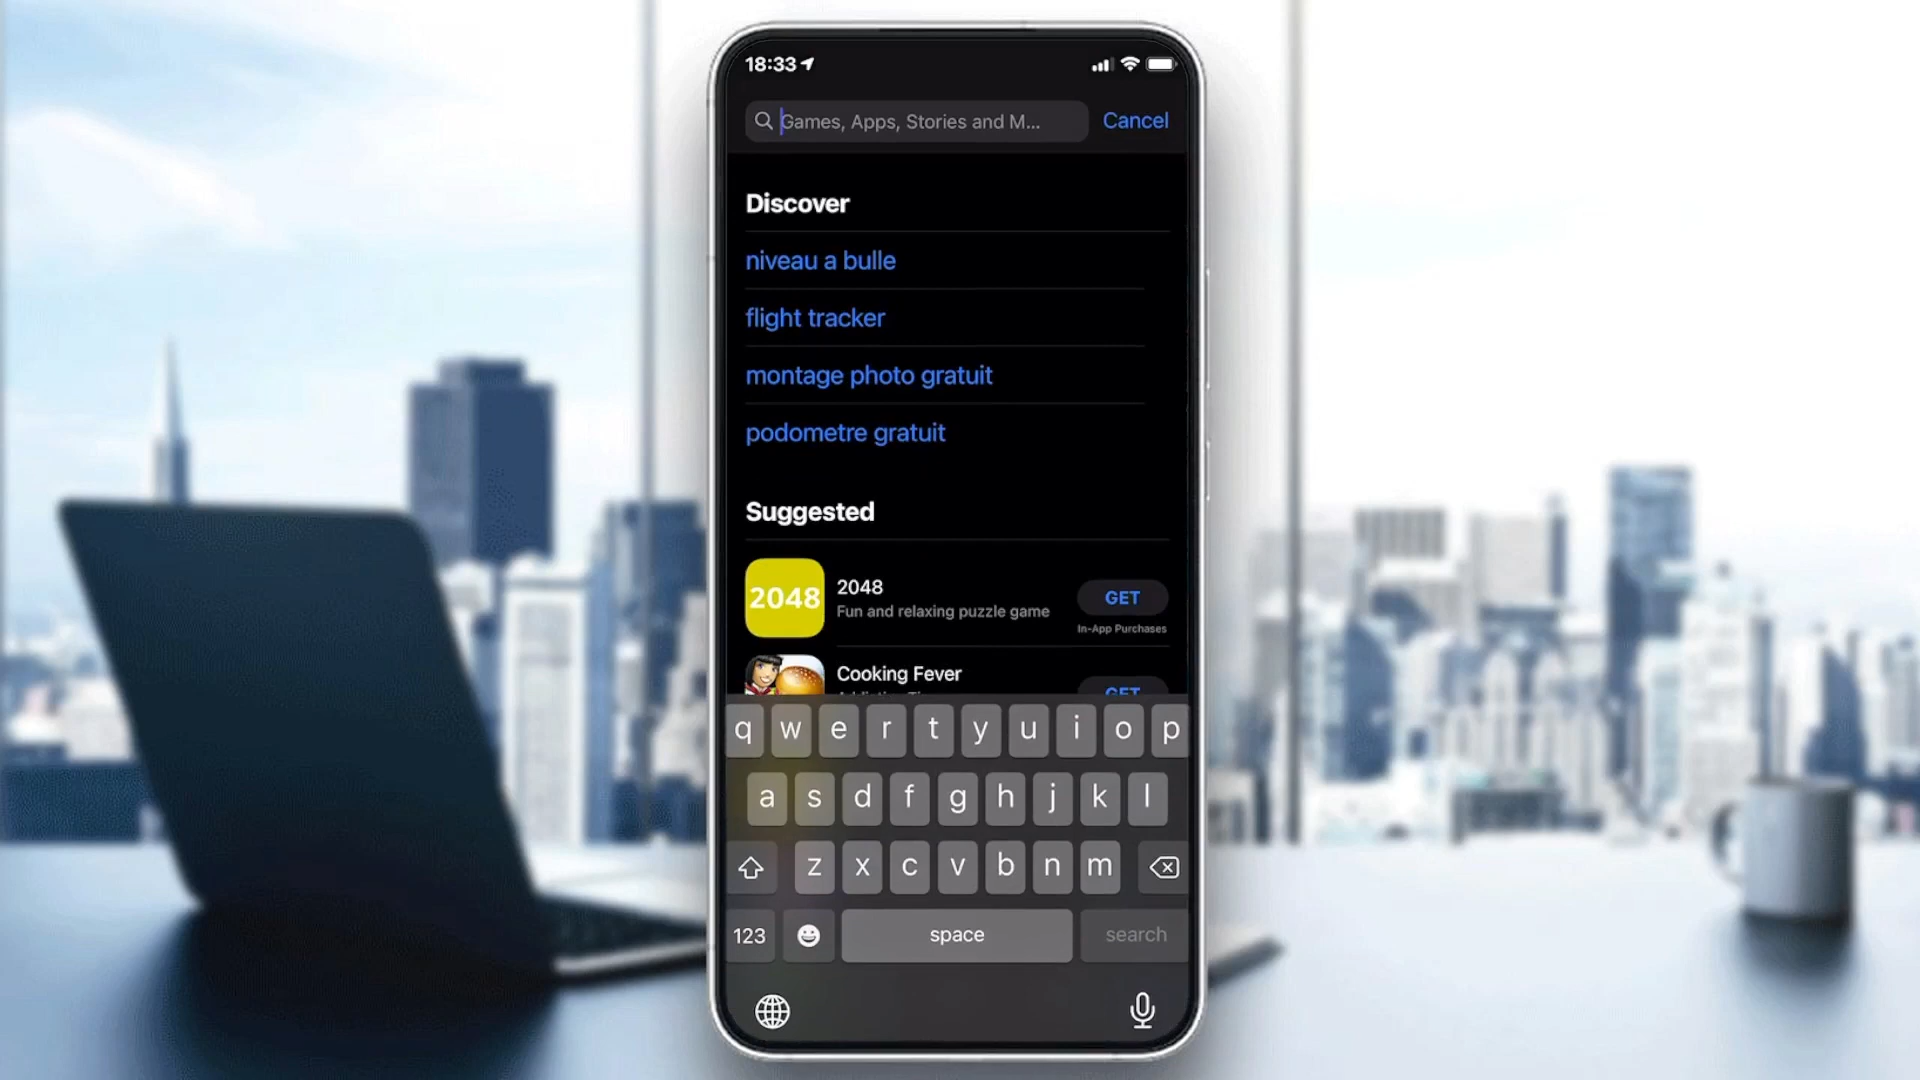 18:33
Games, Apps, Stories and M...
Cancel
Discover
niveau a bulle
flight tracker
montage photo gratuit
podometre gratuit
Suggested
2048
2048
Fun and relaxing puzzle game
GET
In-App Purchases
Cooking Fever
GET
q w e r t y u i o p
a s d f g h j k l
z x c v b n m
123
space
search